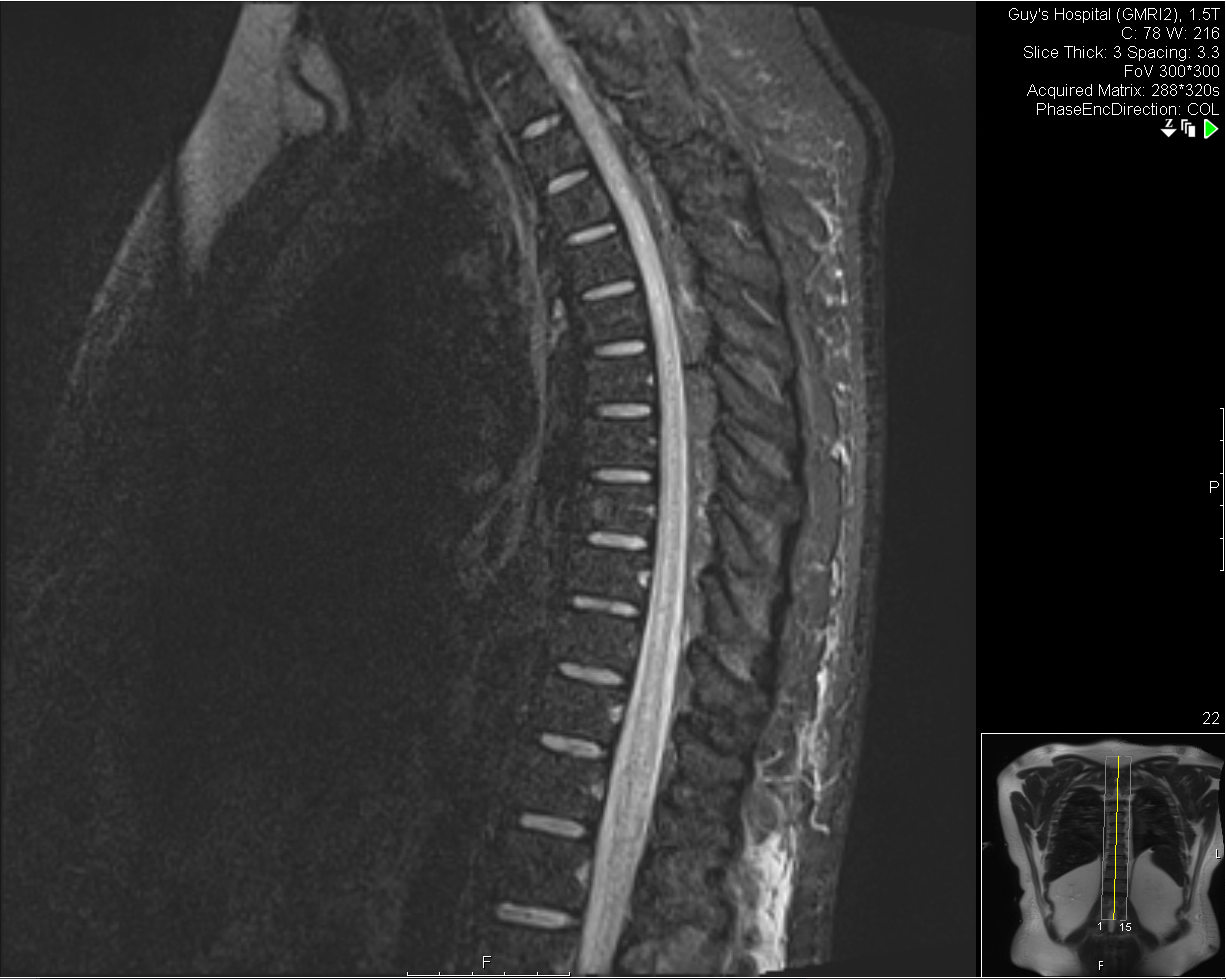 Guy's Hospital (GMRI2), 1.5T
C: 78 W: 216
Slice Thick: 3 Spacing: 3.3
FoV 300*300
Acquired Matrix: 288*320s
PhaseEncDirection: COL
Z
P
22
L
1 15
F
F